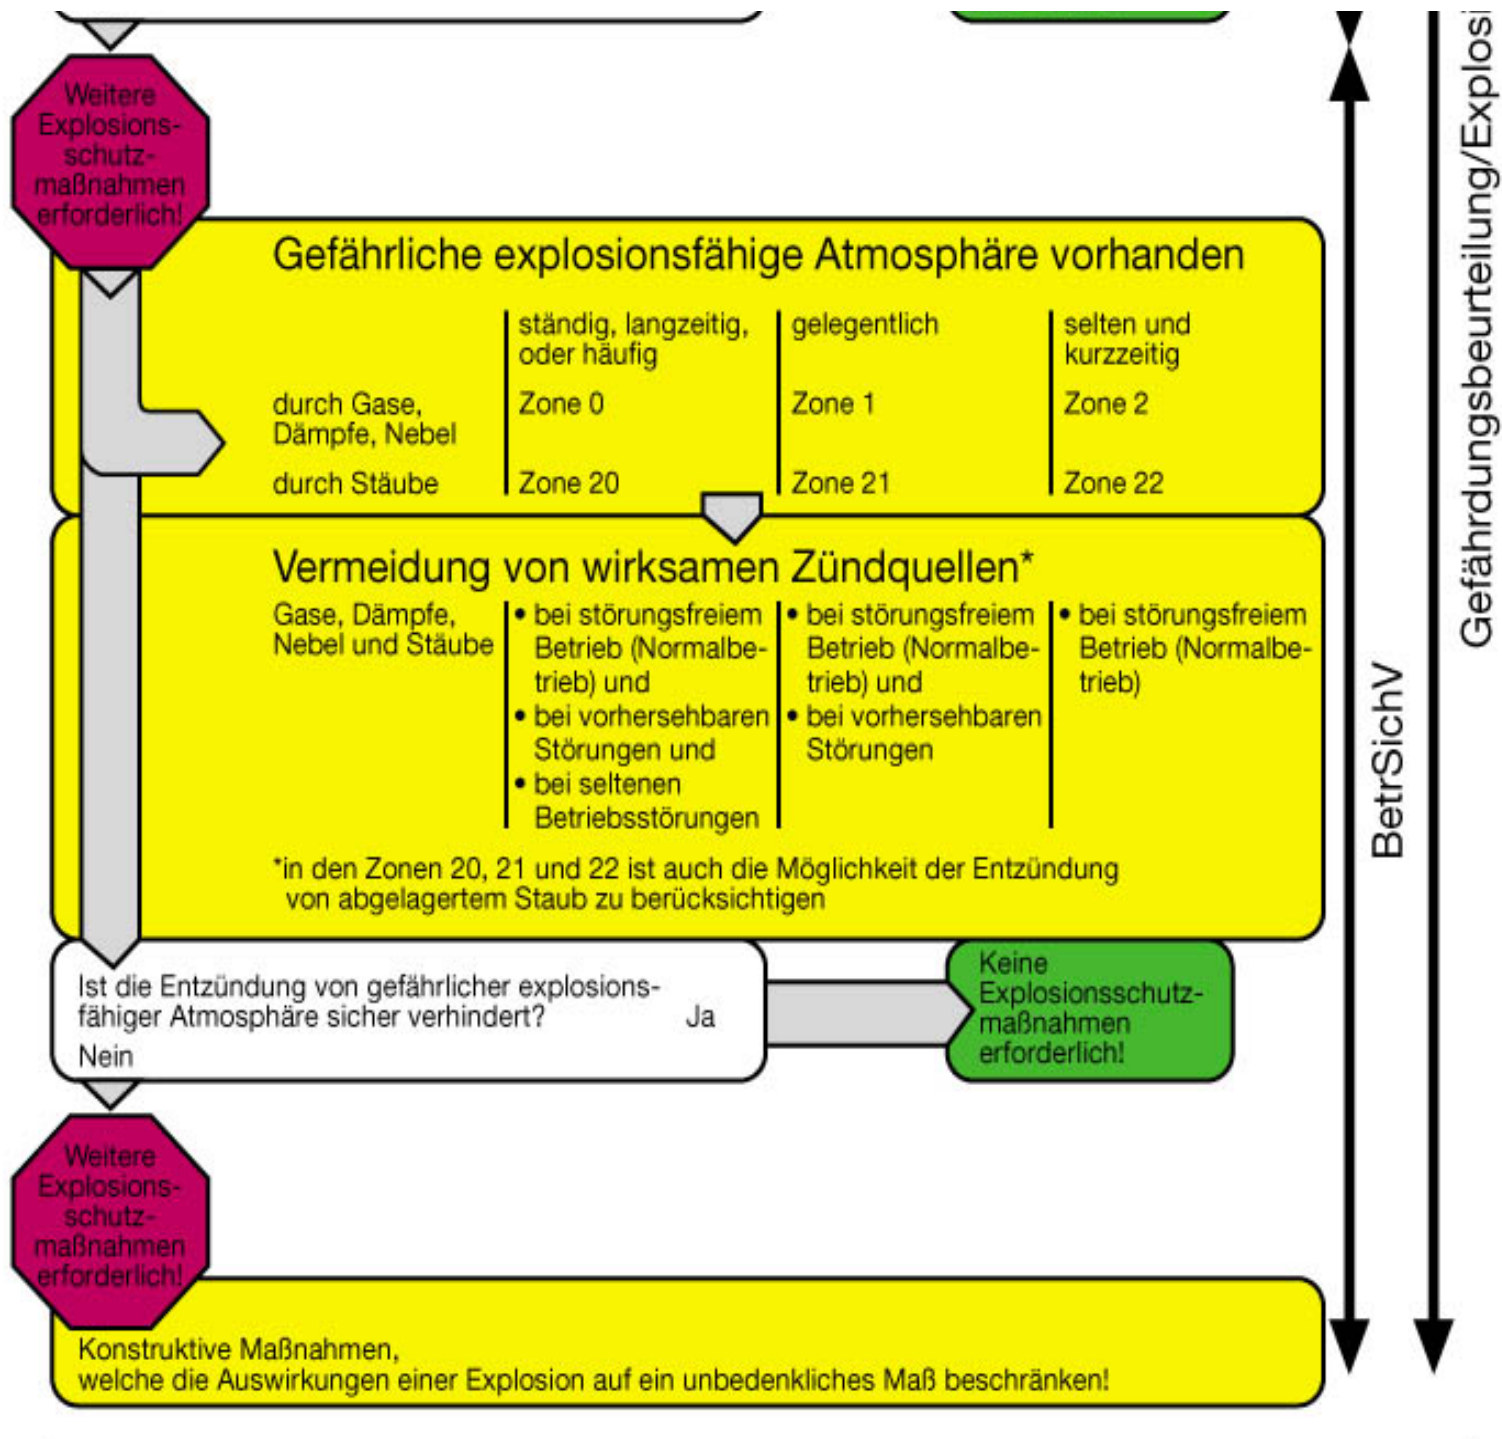 Weitere
Explosions-
schutz-
maßnahmen
erforderlich!
Gefährliche explosionsfähige Atmosphäre vorhanden
ständig, langzeitig,
oder häufig
gelegentlich
selten und
kurzzeitig
durch Gase,
Dämpfe, Nebel
Zone 0
Zone 1
Zone 2
durch Stäube
Zone 20
Zone 21
Zone 22
Vermeidung von wirksamen Zündquellen*
Gase, Dämpfe,
Nebel und Stäube
• bei störungsfreiem
Betrieb (Normalbe-
trieb) und
• bei vorhersehbaren
Störungen und
• bei seltenen
Betriebsstörungen
• bei störungsfreiem
Betrieb (Normalbe-
trieb) und
• bei vorhersehbaren
Störungen
• bei störungsfreiem
Betrieb (Normalbe-
trieb)
*in den Zonen 20, 21 und 22 ist auch die Möglichkeit der Entzündung
von abgelagertem Staub zu berücksichtigen
Ist die Entzündung von gefährlicher explosions-
fähiger Atmosphäre sicher verhindert? Ja
Nein
Keine
Explosionsschutz-
maßnahmen
erforderlich!
Weitere
Explosions-
schutz-
maßnahmen
erforderlich!
Konstruktive Maßnahmen,
welche die Auswirkungen einer Explosion auf ein unbedenkliches Maß beschränken!
BetrSichV
Gefährdungsbeurteilung/Explosi